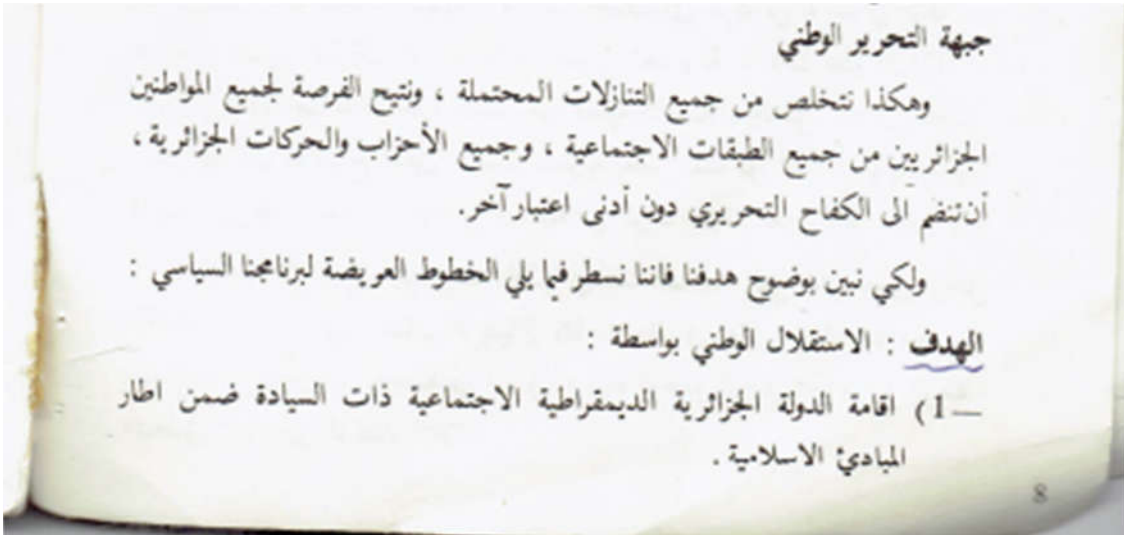 جبهة التحرير الوطني
وهكذا نتخلص من جميع التنازلات المحتملة ، ونتيح الفرصة لجميع المواطنين
الجزائريين من جميع الطبقات الاجتماعية ، وجميع الأحزاب والحركات الجزائرية ،
أن تنضم الى الكفاح التحريري دون أدنى اعتبار آخر.
ولكي نبين بوضوح هدفنا فاننا نسطر فيما يلي الخطوط العريضة لبرنامجنا السياسي :
الهدف : الاستقلال الوطني بواسطة :
—1) اقامة الدولة الجزائرية الديمقراطية الاجتماعية ذات السيادة ضمن اطار
المبادئ الاسلامية .
8